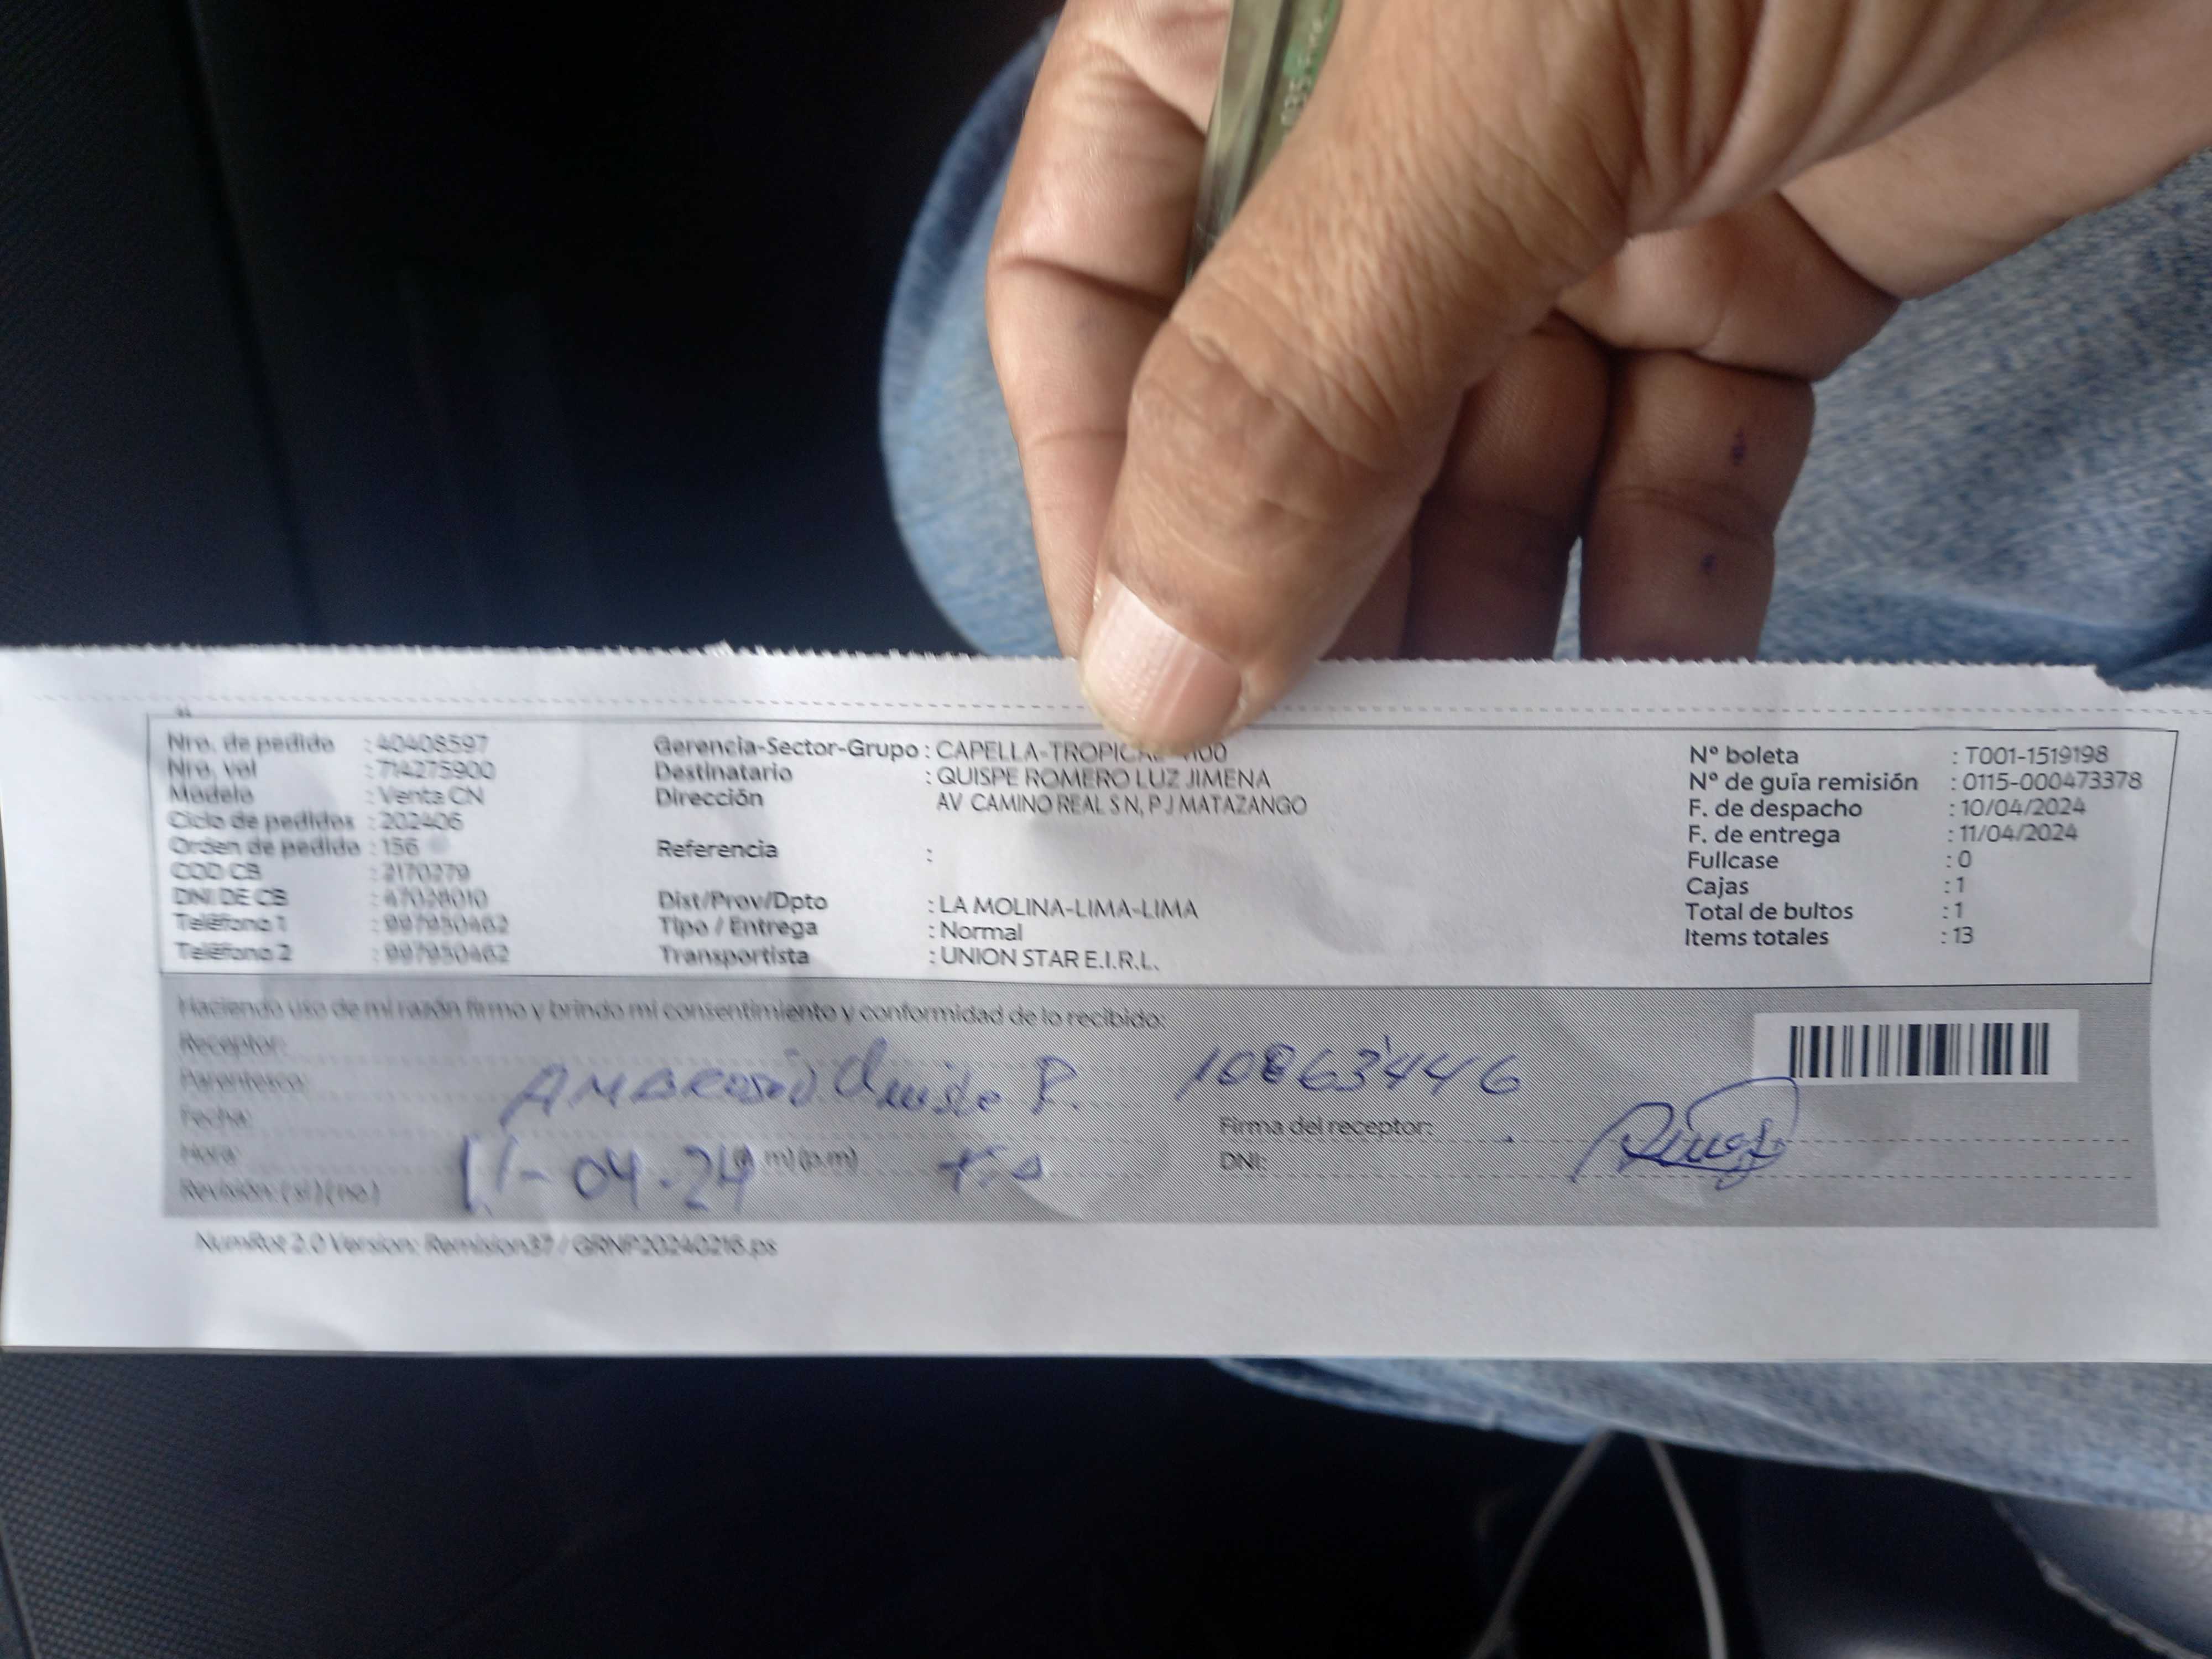 Nro. de pedido : 40408597
Nro. vol : 714275900
Modelo : Venta CN
Ciclo de pedidos : 202406
Orden de pedido : 156
COD CB : 2170279
DNI DE CB
Teléfono 1 : 997950462
Teléfono 2 : 997950462
Gerencia-Sector-Grupo : CAPELLA-TROPICAL
Destinatario : QUISPE ROMERO LUZ JIMENA
Dirección AV CAMINO REAL S N, P J MATAZANGO
Referencia :
Dist/Prov/Dpto : LA MOLINA-LIMA-LIMA
Tipo / Entrega : Normal
Transportista : UNION STAR E.I.R.L.
N° boleta : T001-1519198
N° de guía remisión : 0115-000473378
F. de despacho : 10/04/2024
F. de entrega : 11/04/2024
Fullcase : 0
Cajas : 1
Total de bultos : 1
Items totales : 13
Haciendo uso de mi razón firmo y brindo mi consentimiento y conformidad de lo recibido:
Receptor:
Parentesco:
AMBROSIO Quispe P. 10863446
Fecha:
Hora: (p.m)
11-04-24
Revisión: ( si ) ( no )
Firma del receptor:
DNI:
NumRot 2.0 Version: Remision37 / GRNP20240216.ps